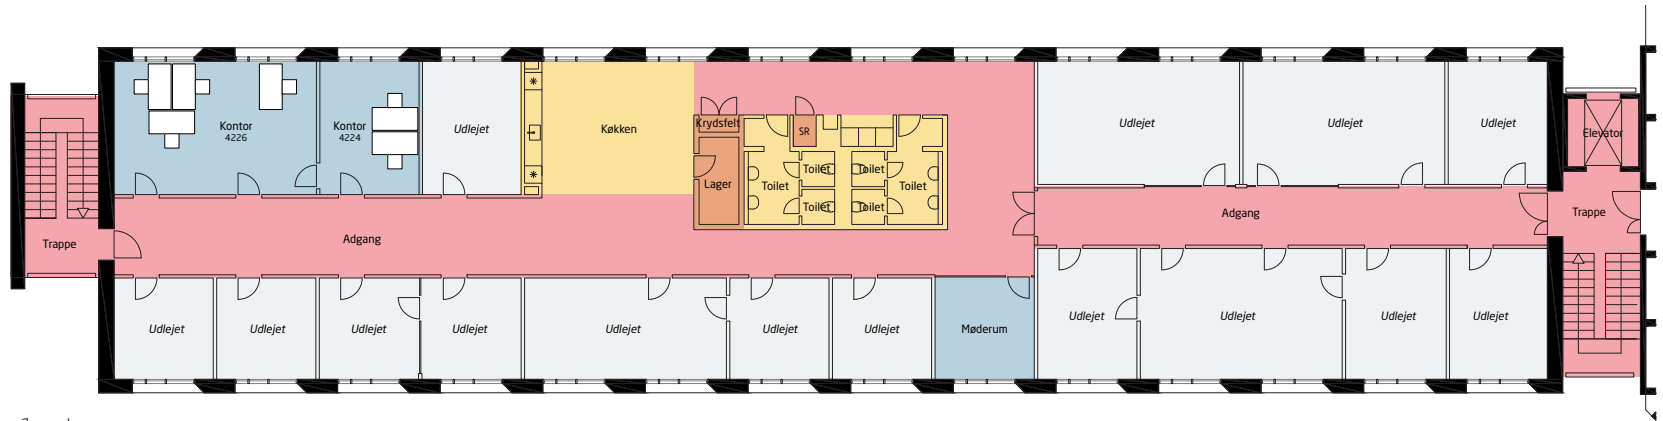 Kontor
4226
Kontor
4224
Udlejet
Køkken
Krydsfelt
SR
Lager
Toilet
Toilet
Toilet
Toilet
Toilet
Toilet
Udlejet
Udlejet
Udlejet
Elevator
Trappe
Adgang
Adgang
Trappe
Udlejet
Udlejet
Udlejet
Udlejet
Udlejet
Udlejet
Udlejet
Møderum
Udlejet
Udlejet
Udlejet
Udlejet